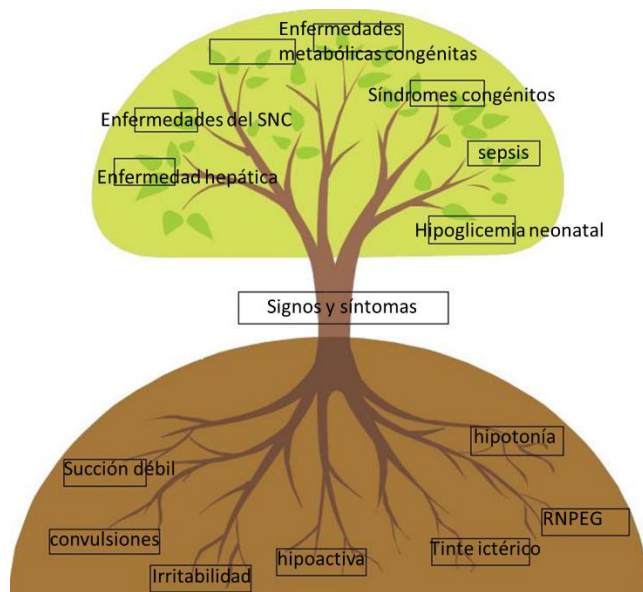 Enfermedades
metabólicas congénitas
Síndromes congénitos
Enfermedades del SNC
sepsis
Enfermedad hepática
Hipoglicemia neonatal
Signos y síntomas
hipotonía
Succión débil
RNPEG
convulsiones
Tinte ictérico
hipoactiva
Irritabilidad